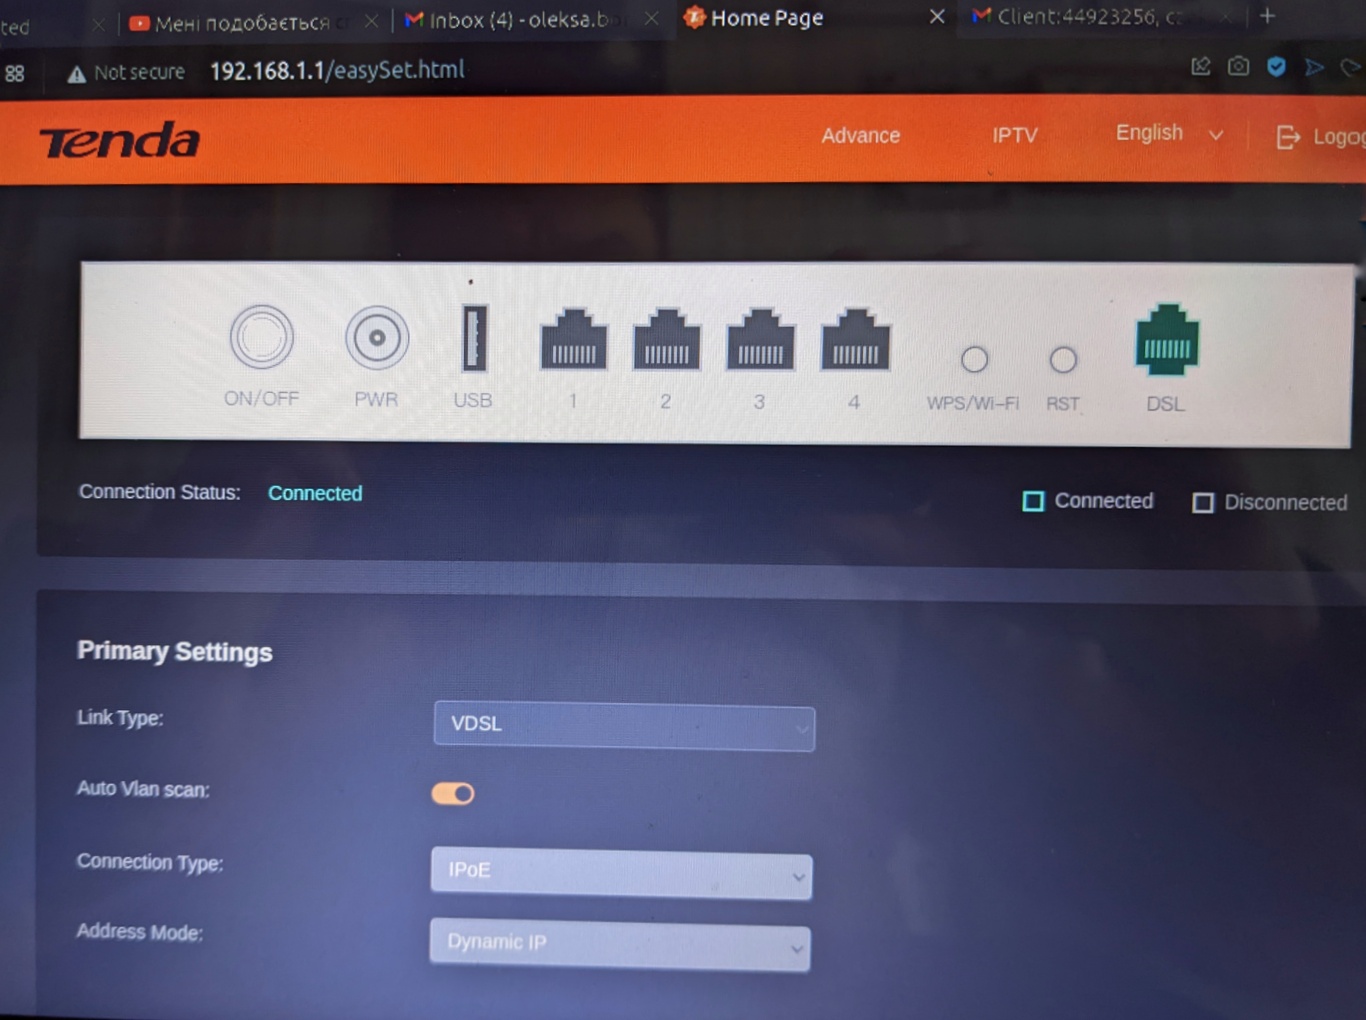 ted
Мені подобається
Inbox (4) - oleksa.b
Home Page
Client:44923256,
Not secure
192.168.1.1/easySet.html
Tenda
Advance
IPTV
English
Logo
ON/OFF
PWR
USB
1
2
3
4
WPS/Wi-Fi
RST
DSL
Connection Status: Connected
Connected
Disconnected
Primary Settings
Link Type: VDSL
Auto Vlan scan:
Connection Type: IPoE
Address Mode: Dynamic IP